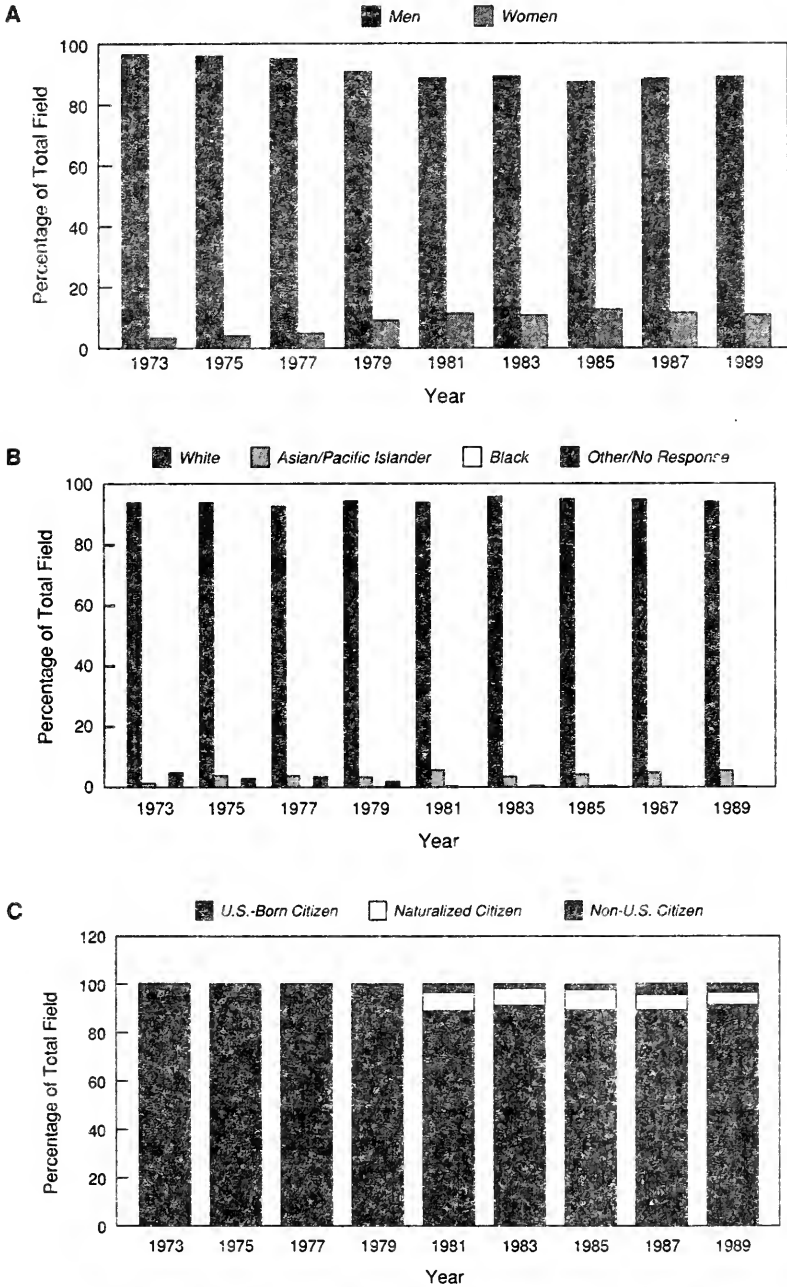 A
Men Women
100
80
60
40
20
0
Percentage of Total Field
1973 1975 1977 1979 1981 1983 1985 1987 1989
Year
B
White Asian/Pacific Islander Black Other/No Response
100
80
60
40
20
0
Percentage of Total Field
1973 1975 1977 1979 1981 1983 1985 1987 1989
Year
C
U.S.-Born Citizen Naturalized Citizen Non-U.S. Citizen
120
100
80
60
40
20
0
Percentage of Total Field
1973 1975 1977 1979 1981 1983 1985 1987 1989
Year